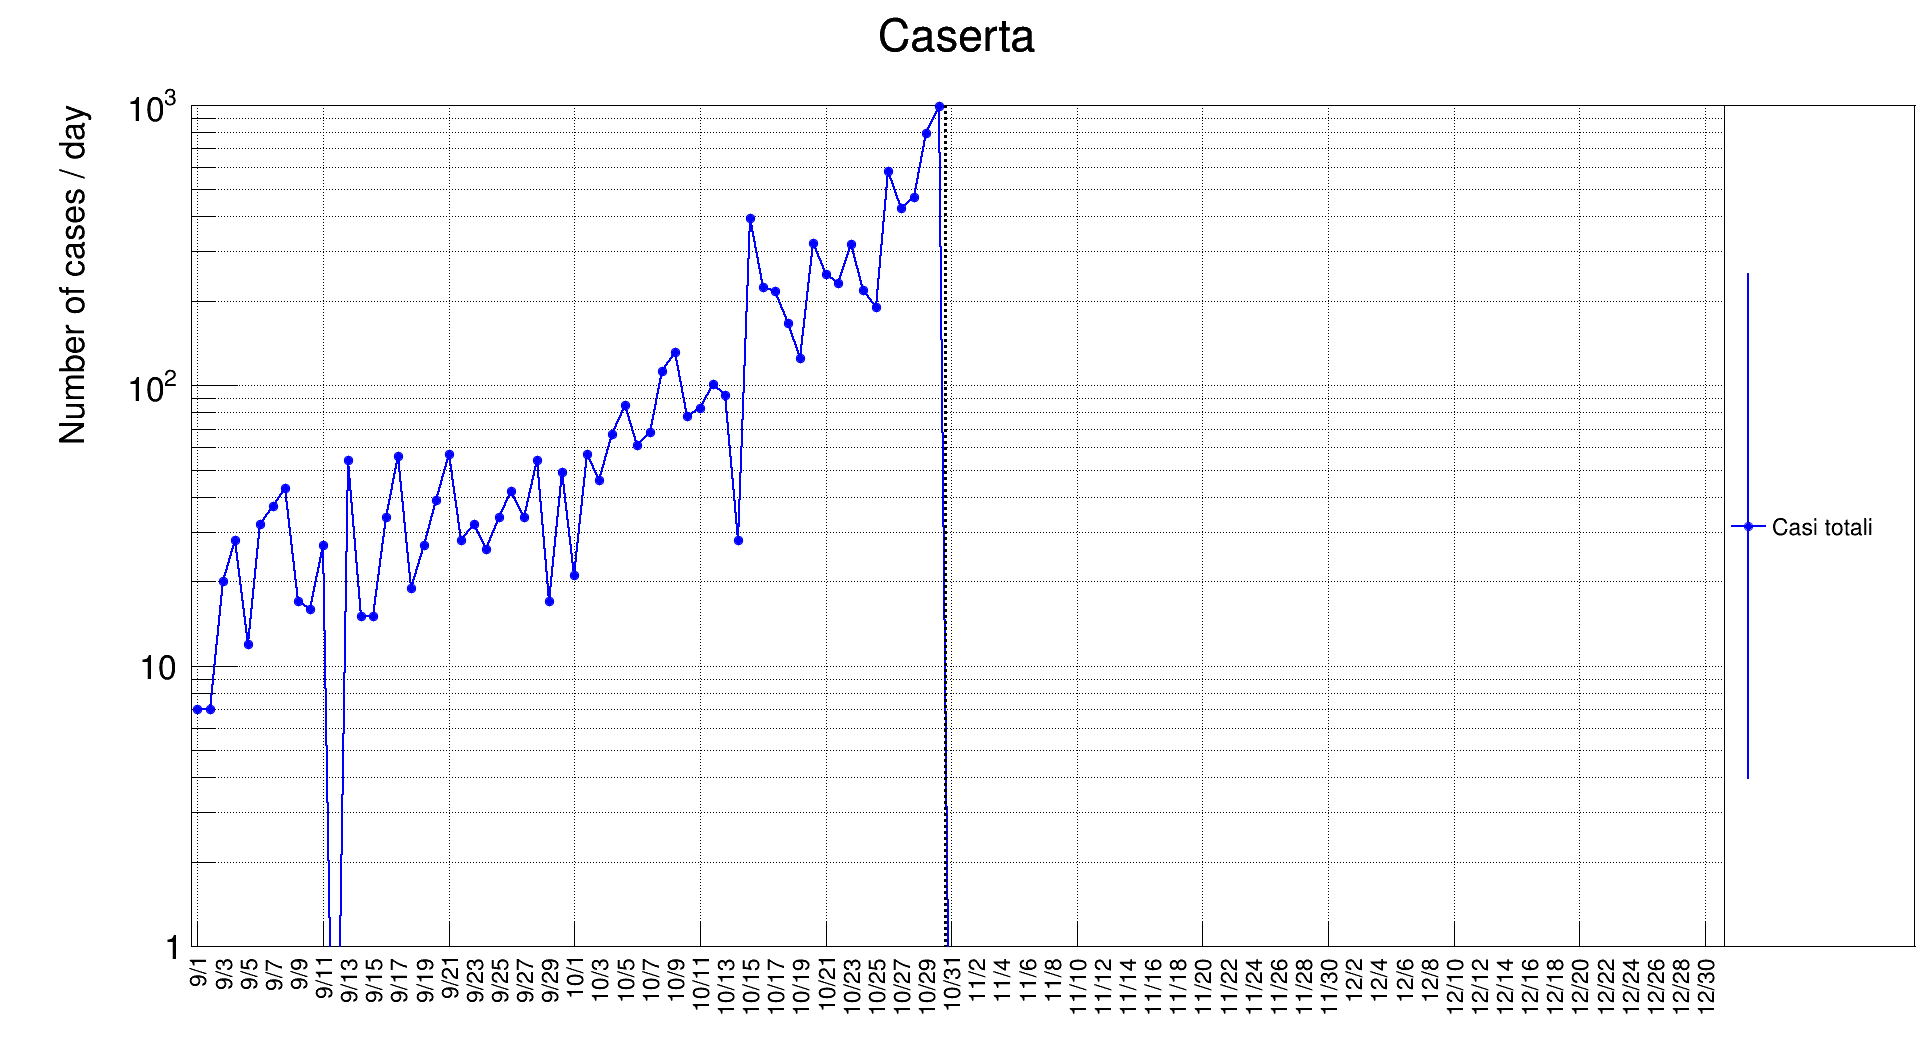 Caserta
Number of cases / day
10³
10²
10
1
9/1 9/3 9/5 9/7 9/9 9/11 9/13 9/15 9/17 9/19 9/21 9/23 9/25 9/27 9/29 10/1 10/3 10/5 10/7 10/9 10/11 10/13 10/15 10/17 10/19 10/21 10/23 10/25 10/27 10/29 10/31 11/2 11/4 11/6 11/8 11/10 11/12 11/14 11/16 11/18 11/20 11/22 11/24 11/26 11/28 11/30 12/2 12/4 12/6 12/8 12/10 12/12 12/14 12/16 12/18 12/20 12/22 12/24 12/26 12/28 12/30
Casi totali